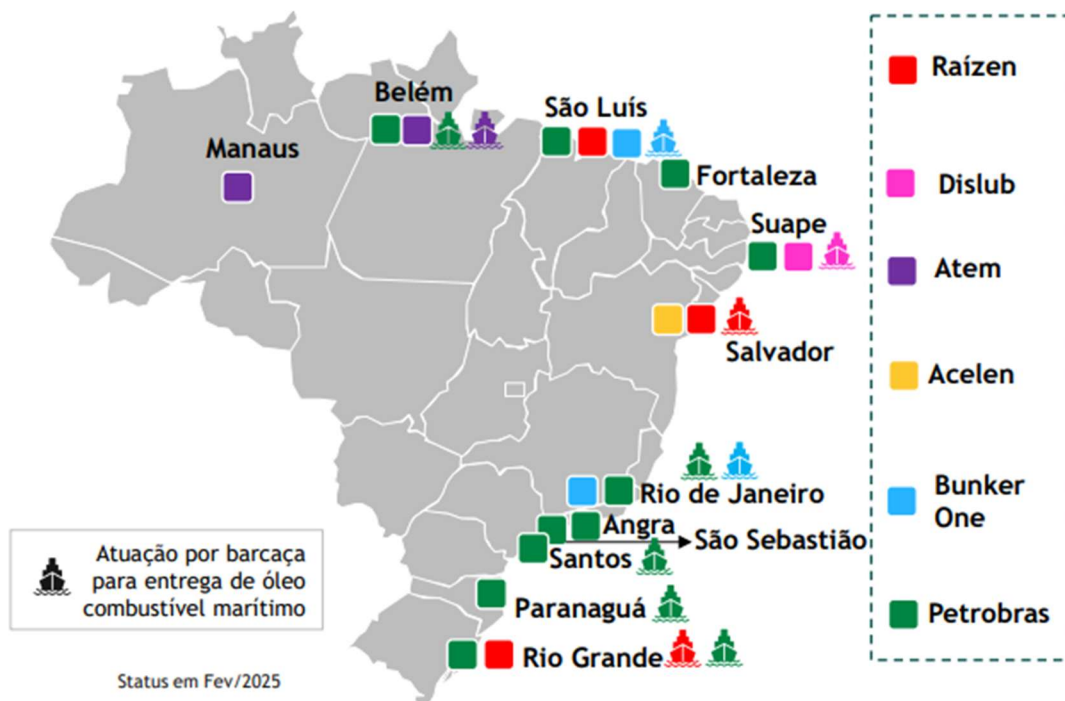 Belém
São Luís
Manaus
Fortaleza
Suape
Salvador
Rio de Janeiro
Angra
São Sebastião
Santos
Paranaguá
Rio Grande
Atuação por barcaça
para entrega de óleo
combustível marítimo
Status em Fev/2025
Raízen
Dislub
Atem
Acelen
Bunker
One
Petrobras